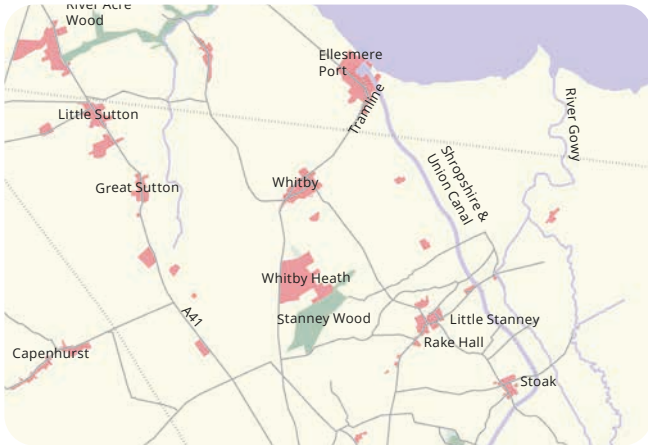 River Acre
Wood
Ellesmere
Port
Tramline
River Gowy
Little Sutton
Shropshire &
Union Canal
Great Sutton
Whitby
Whitby Heath
Stanney Wood
A41
Little Stanney
Rake Hall
Capenhurst
Stoak